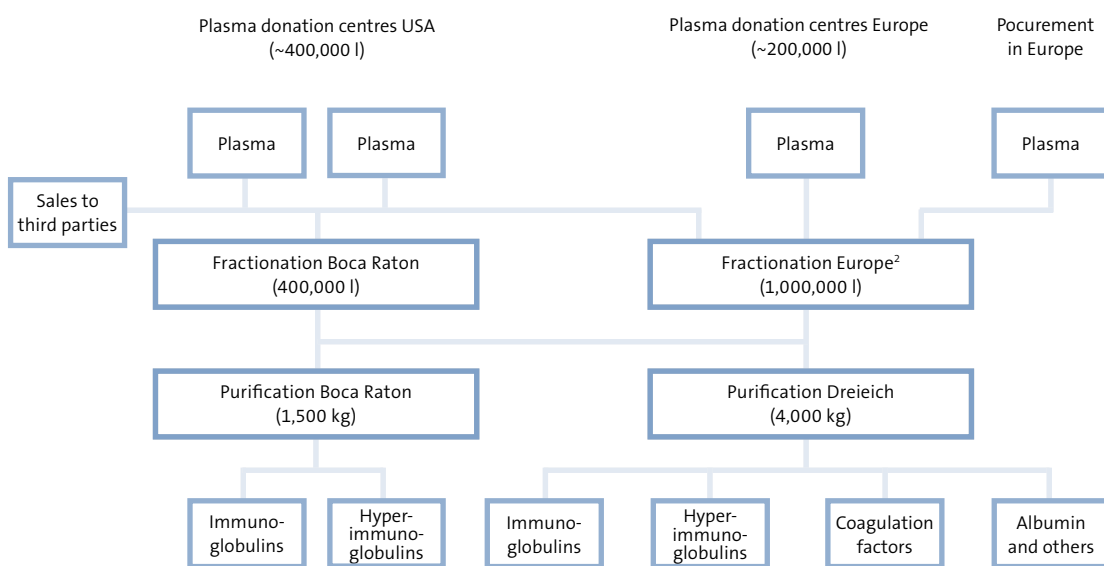 Plasma donation centres USA
(~400,000 l)
Plasma donation centres Europe
(~200,000 l)
Pocurement
in Europe
Plasma
Plasma
Plasma
Plasma
Sales to
third parties
Fractionation Boca Raton
(400,000 l)
Fractionation Europe²
(1,000,000 l)
Purification Boca Raton
(1,500 kg)
Purification Dreieich
(4,000 kg)
Immuno-
globulins
Hyper-
immuno-
globulins
Immuno-
globulins
Hyper-
immuno-
globulins
Coagulation
factors
Albumin
and others